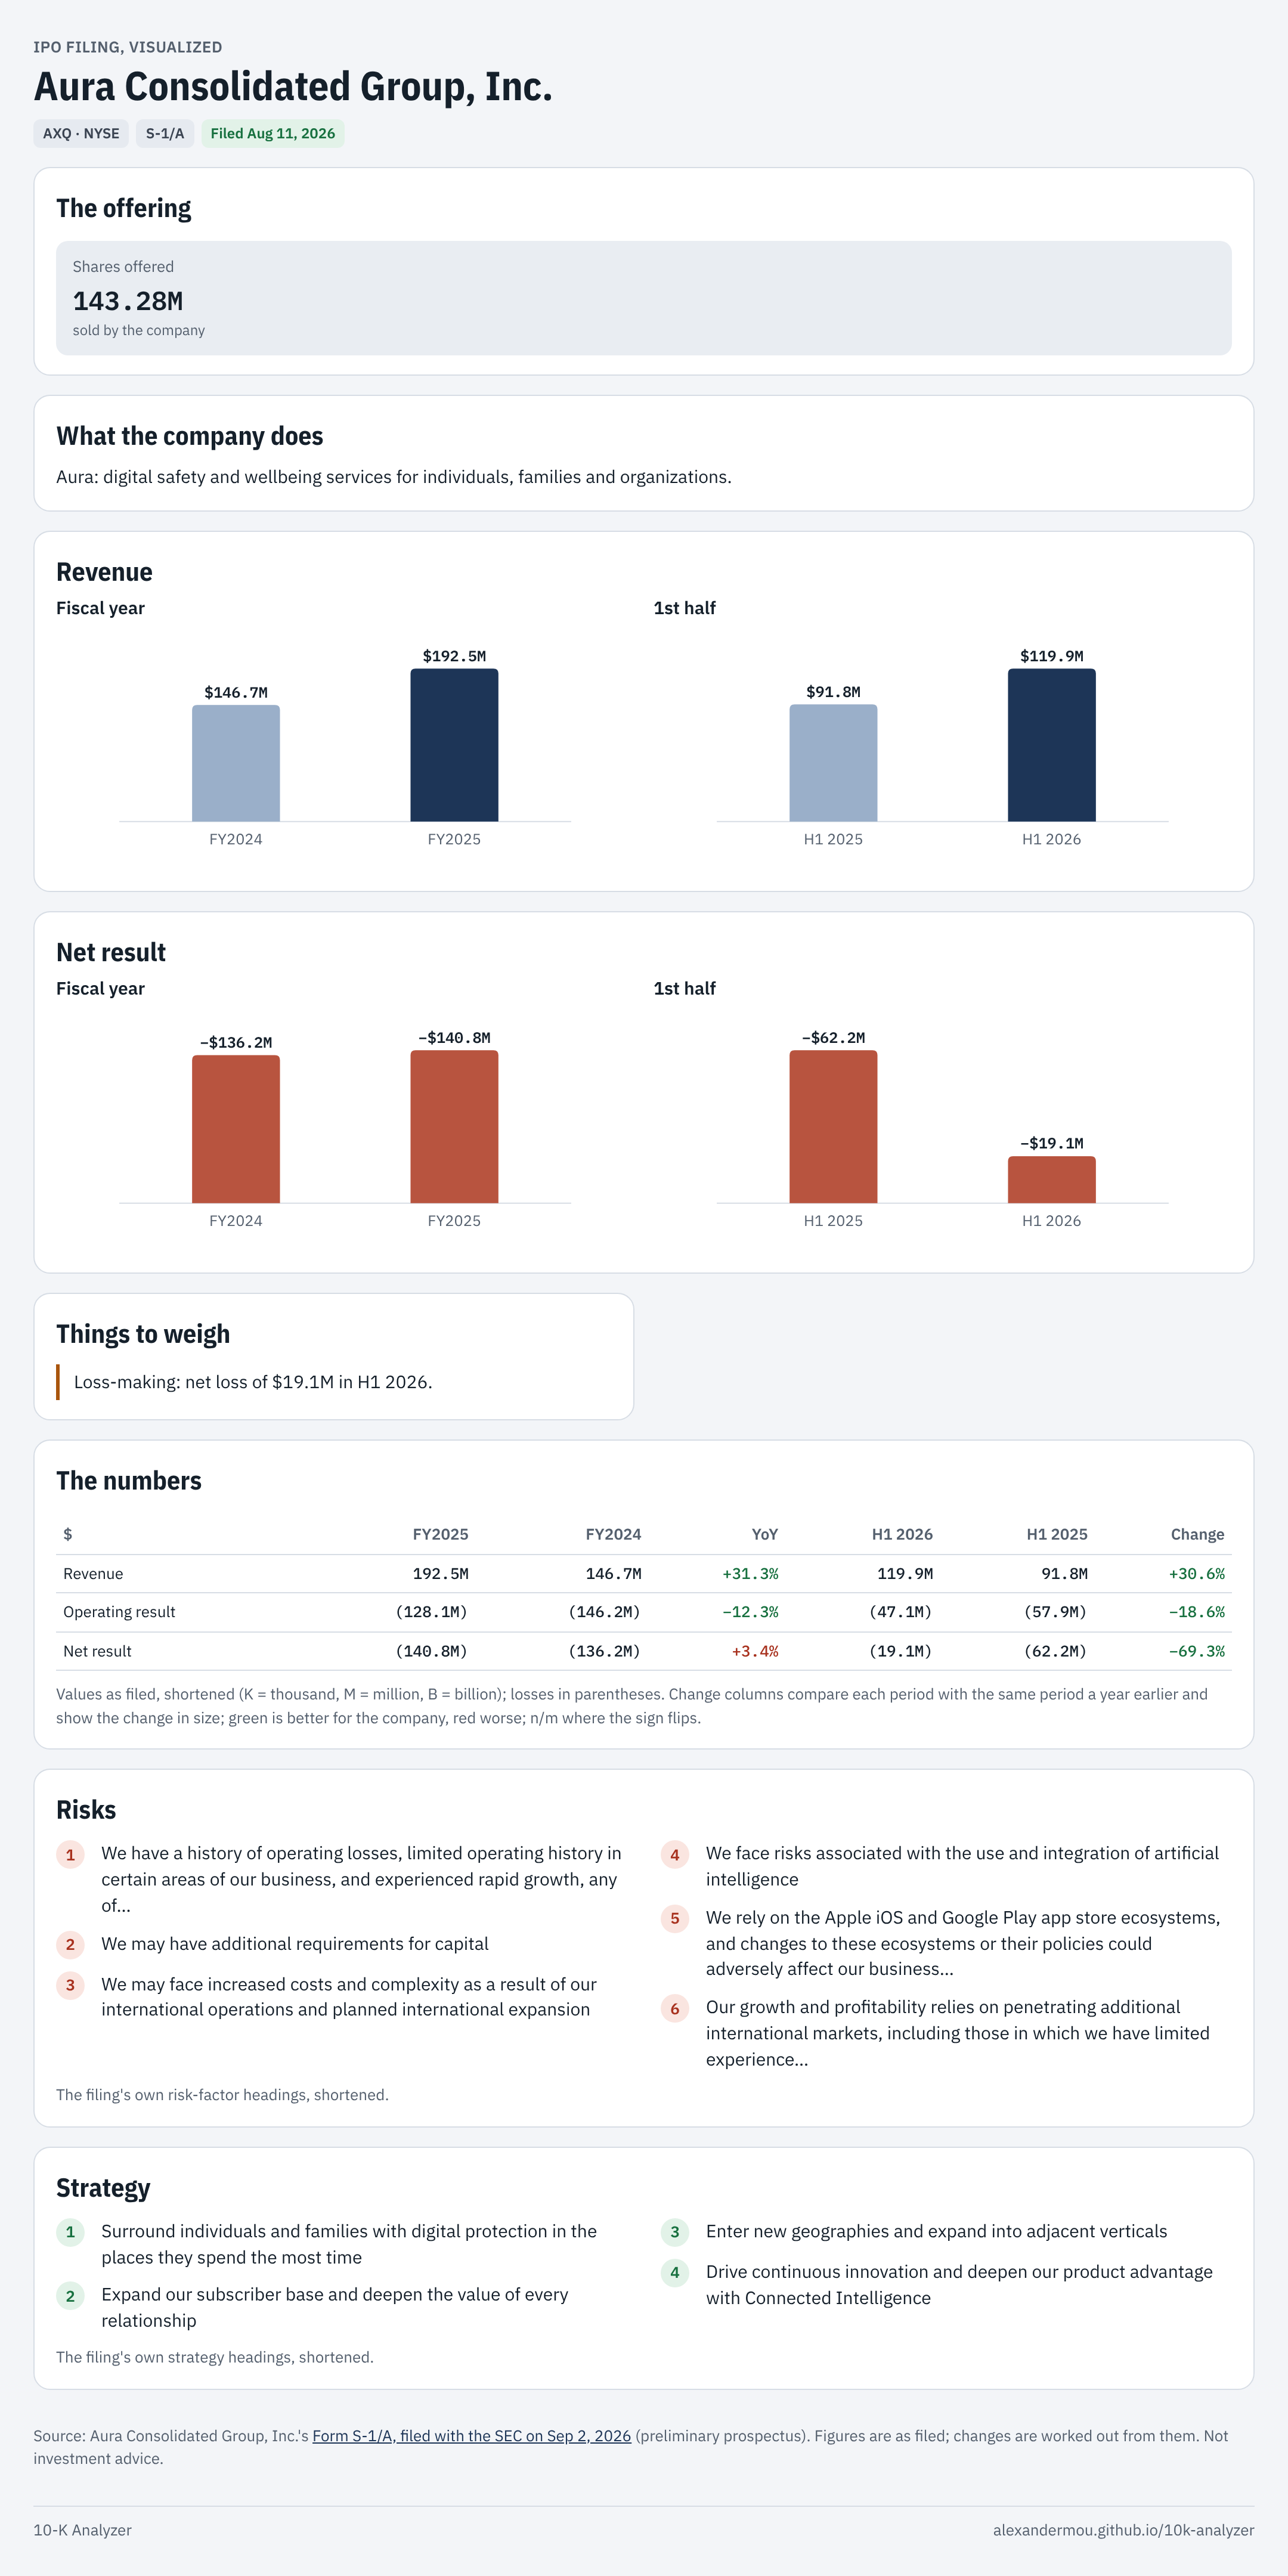 IPO FILING, VISUALIZED
Aura Consolidated Group, Inc.
AXQ · NYSE S-1/A Filed Aug 11, 2026
The offering
Shares offered
143.28M
sold by the company
What the company does
Aura: digital safety and wellbeing services for individuals, families and organizations.
Revenue
Fiscal year
$146.7M
$192.5M
FY2024 FY2025
1st half
$91.8M
$119.9M
H1 2025 H1 2026
Net result
Fiscal year
−$136.2M
−$140.8M
FY2024 FY2025
1st half
−$62.2M
−$19.1M
H1 2025 H1 2026
Things to weigh
Loss-making: net loss of $19.1M in H1 2026.
The numbers
$ FY2025 FY2024 YoY H1 2026 H1 2025 Change
Revenue 192.5M 146.7M +31.3% 119.9M 91.8M +30.6%
Operating result (128.1M) (146.2M) −12.3% (47.1M) (57.9M) −18.6%
Net result (140.8M) (136.2M) +3.4% (19.1M) (62.2M) −69.3%
Values as filed, shortened (K = thousand, M = million, B = billion); losses in parentheses. Change columns compare each period with the same period a year earlier and
show the change in size; green is better for the company, red worse; n/m where the sign flips.
Risks
1 We have a history of operating losses, limited operating history in
certain areas of our business, and experienced rapid growth, any
of…
2 We may have additional requirements for capital
3 We may face increased costs and complexity as a result of our
international operations and planned international expansion
4 We face risks associated with the use and integration of artificial
intelligence
5 We rely on the Apple iOS and Google Play app store ecosystems,
and changes to these ecosystems or their policies could
adversely affect our business…
6 Our growth and profitability relies on penetrating additional
international markets, including those in which we have limited
experience…
The filing's own risk-factor headings, shortened.
Strategy
1 Surround individuals and families with digital protection in the
places they spend the most time
2 Expand our subscriber base and deepen the value of every
relationship
3 Enter new geographies and expand into adjacent verticals
4 Drive continuous innovation and deepen our product advantage
with Connected Intelligence
The filing's own strategy headings, shortened.
Source: Aura Consolidated Group, Inc.'s Form S-1/A, filed with the SEC on Sep 2, 2026 (preliminary prospectus). Figures are as filed; changes are worked out from them. Not
investment advice.
10-K Analyzer
alexandermou.github.io/10k-analyzer